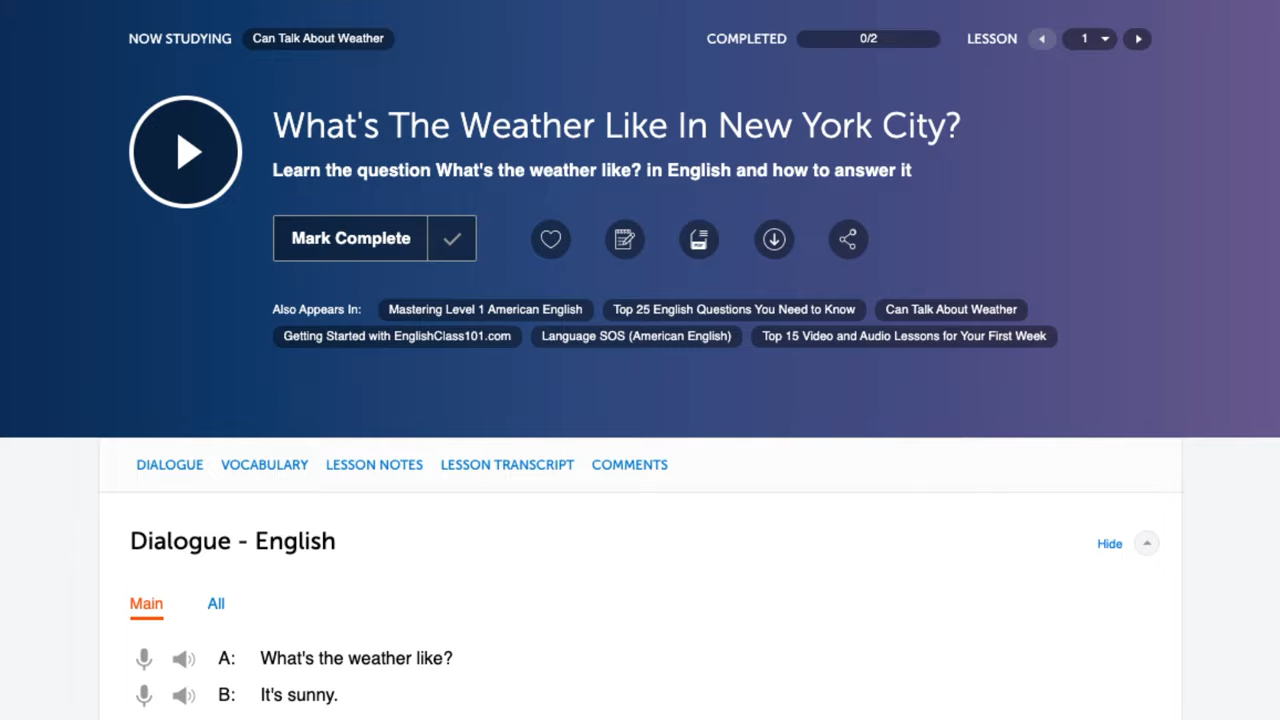 NOW STUDYING Can Talk About Weather COMPLETED 0/2 LESSON 1
What's The Weather Like In New York City?
Learn the question What's the weather like? in English and how to answer it
Mark Complete
Also Appears In: Mastering Level 1 American English Top 25 English Questions You Need to Know Can Talk About Weather
Getting Started with EnglishClass101.com Language SOS (American English) Top 15 Video and Audio Lessons for Your First Week
DIALOGUE VOCABULARY LESSON NOTES LESSON TRANSCRIPT COMMENTS
Dialogue - English Hide
Main All
A: What's the weather like?
B: It's sunny.